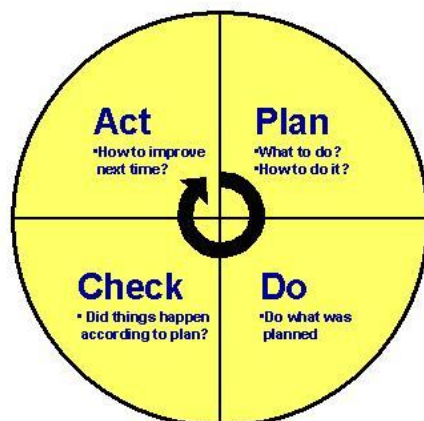 Act
•How to improve
next time?
Plan
•What to do?
•How to do it?
Check
• Did things happen
according to plan?
Do
•Do what was
planned